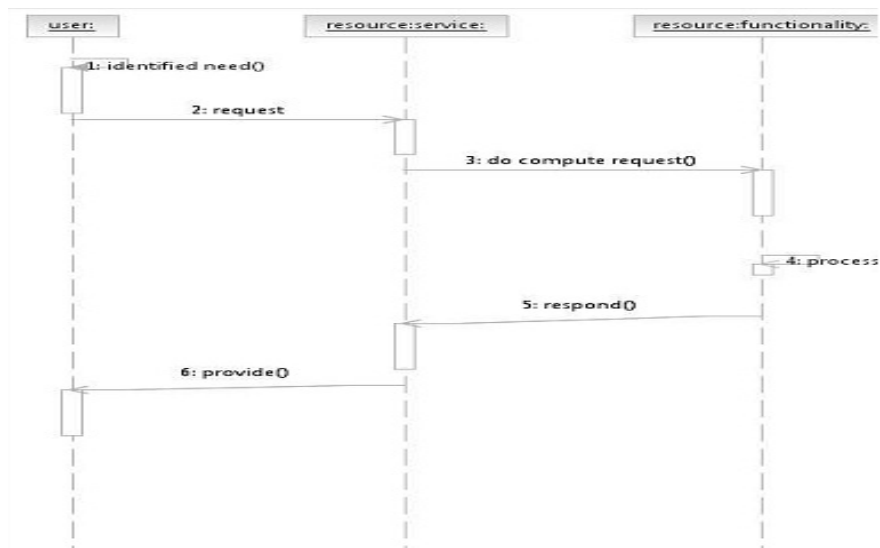 user:
resource:service:
resource:functionality:
1: identified need()
2: request
3: do compute request()
4: process
5: respond()
6: provide()